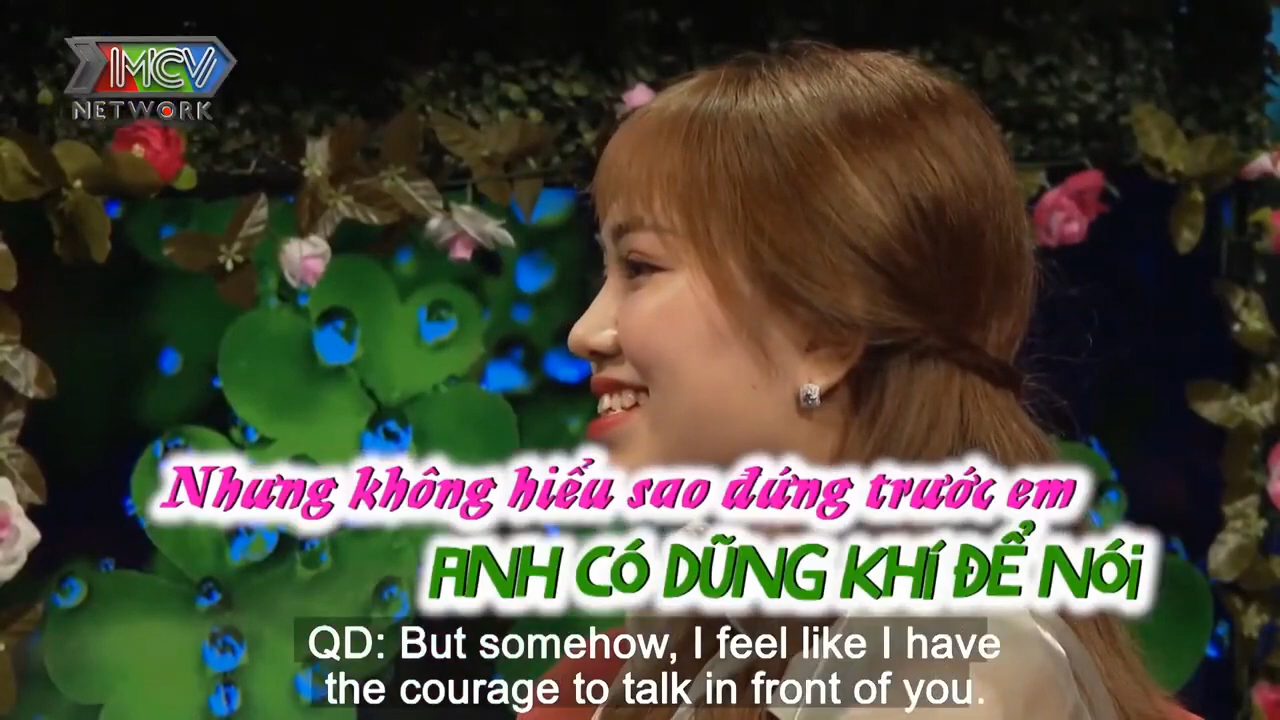 MCV
NETWORK
Nhưng không hiểu sao đứng trước em
ANH CÓ DŨNG KHÍ ĐỂ NÓI
QD: But somehow, I feel like I have
the courage to talk in front of you.